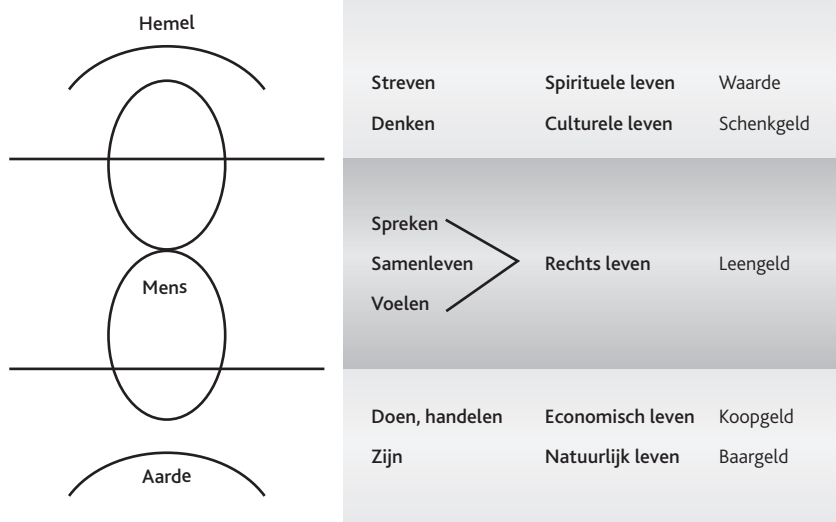 Hemel
Streven Spirituele leven Waarde
Denken Culturele leven Schenkgeld
Spreken
Samenleven Rechts leven Leengeld
Mens
Voelen
Doen, handelen Economisch leven Koopgeld
Zijn Natuurlijk leven Baargeld
Aarde